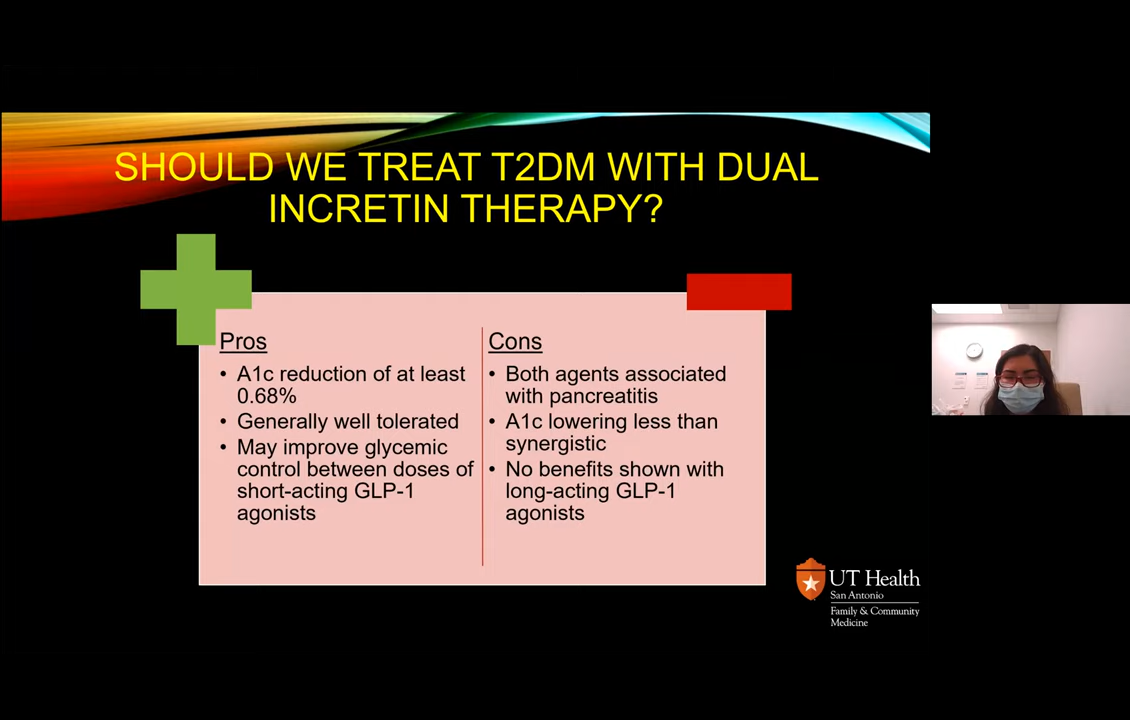 SHOULD WE TREAT T2DM WITH DUAL
INCRETIN THERAPY?
Pros
• A1c reduction of at least
0.68%
• Generally well tolerated
• May improve glycemic
control between doses of
short-acting GLP-1
agonists
Cons
• Both agents associated
with pancreatitis
• A1c lowering less than
synergistic
• No benefits shown with
long-acting GLP-1
agonists
UT Health
San Antonio
Family & Community
Medicine